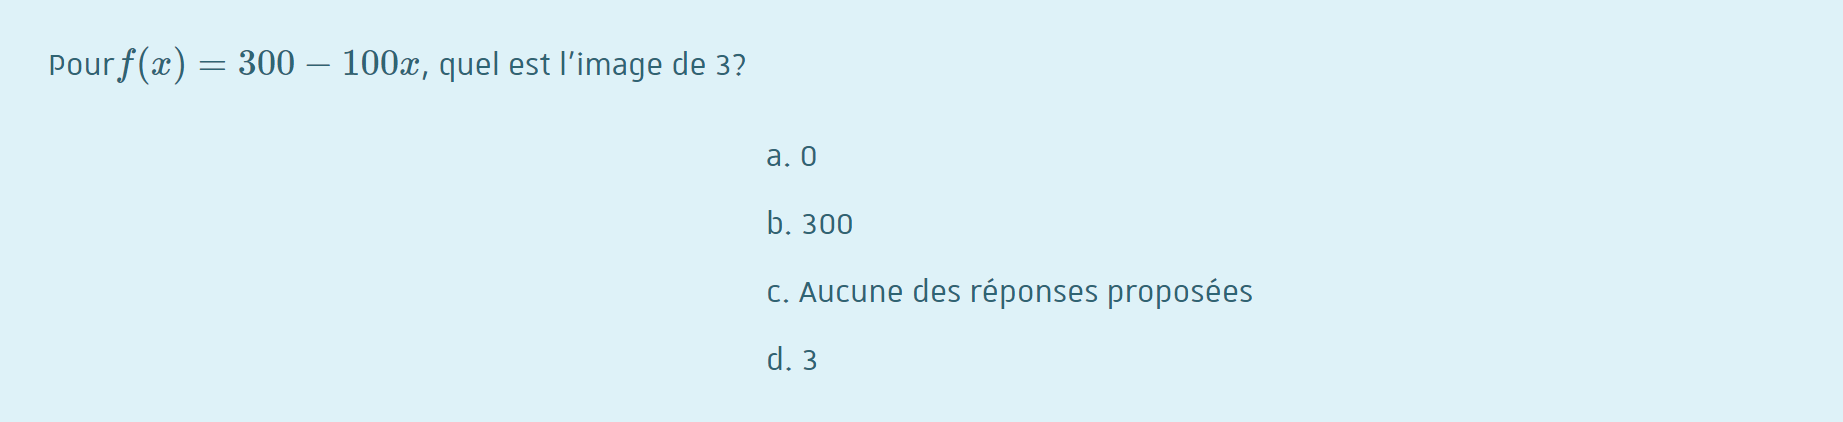 Pour f(x) = 300 − 100x, quel est l'image de 3?
a. 0
b. 300
c. Aucune des réponses proposées
d. 3